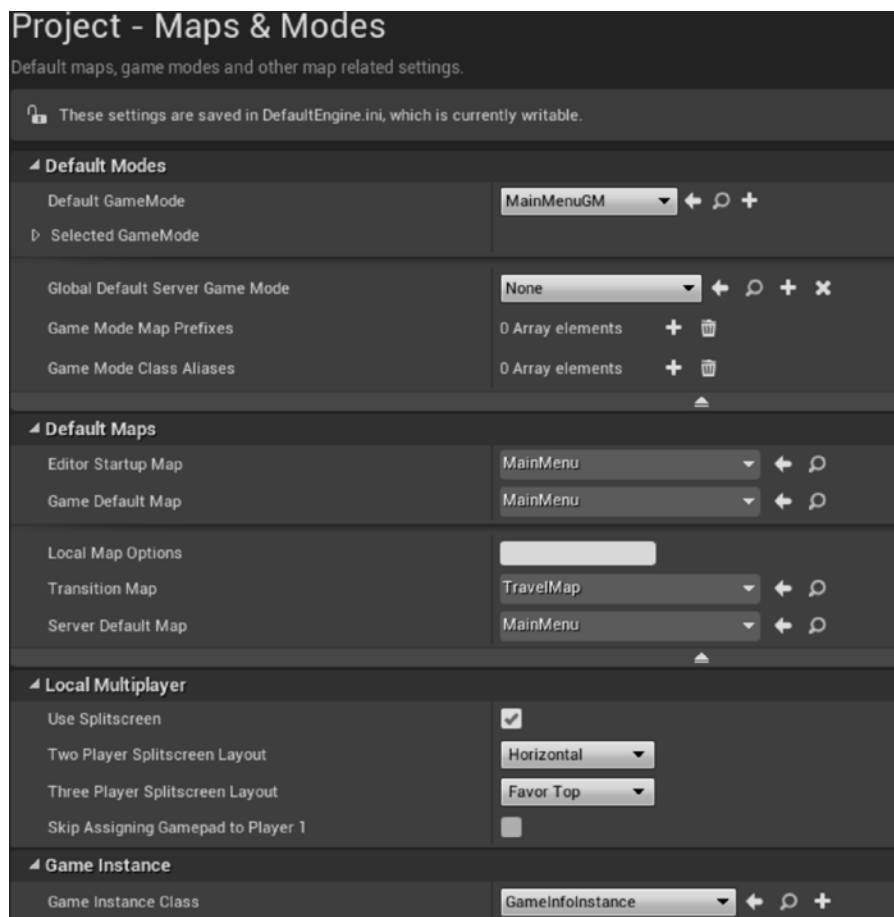 Project - Maps & Modes
Default maps, game modes and other map related settings.
These settings are saved in DefaultEngine.ini, which is currently writable.
Default Modes
Default GameMode MainMenuGM
Selected GameMode
Global Default Server Game Mode None
Game Mode Map Prefixes 0 Array elements
Game Mode Class Aliases 0 Array elements
Default Maps
Editor Startup Map MainMenu
Game Default Map MainMenu
Local Map Options
Transition Map TravelMap
Server Default Map MainMenu
Local Multiplayer
Use Splitscreen
Two Player Splitscreen Layout Horizontal
Three Player Splitscreen Layout Favor Top
Skip Assigning Gamepad to Player 1
Game Instance
Game Instance Class GameInfoInstance